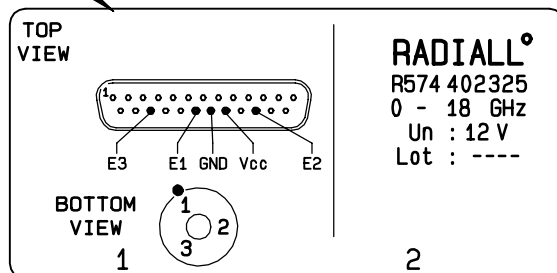 TOP
VIEW
1
E3 E1 GND Vcc E2
BOTTOM
VIEW
1
2
3
1
RADIALL°
R574 402325
0 - 18 GHz
Un : 12 V
Lot : ----
2